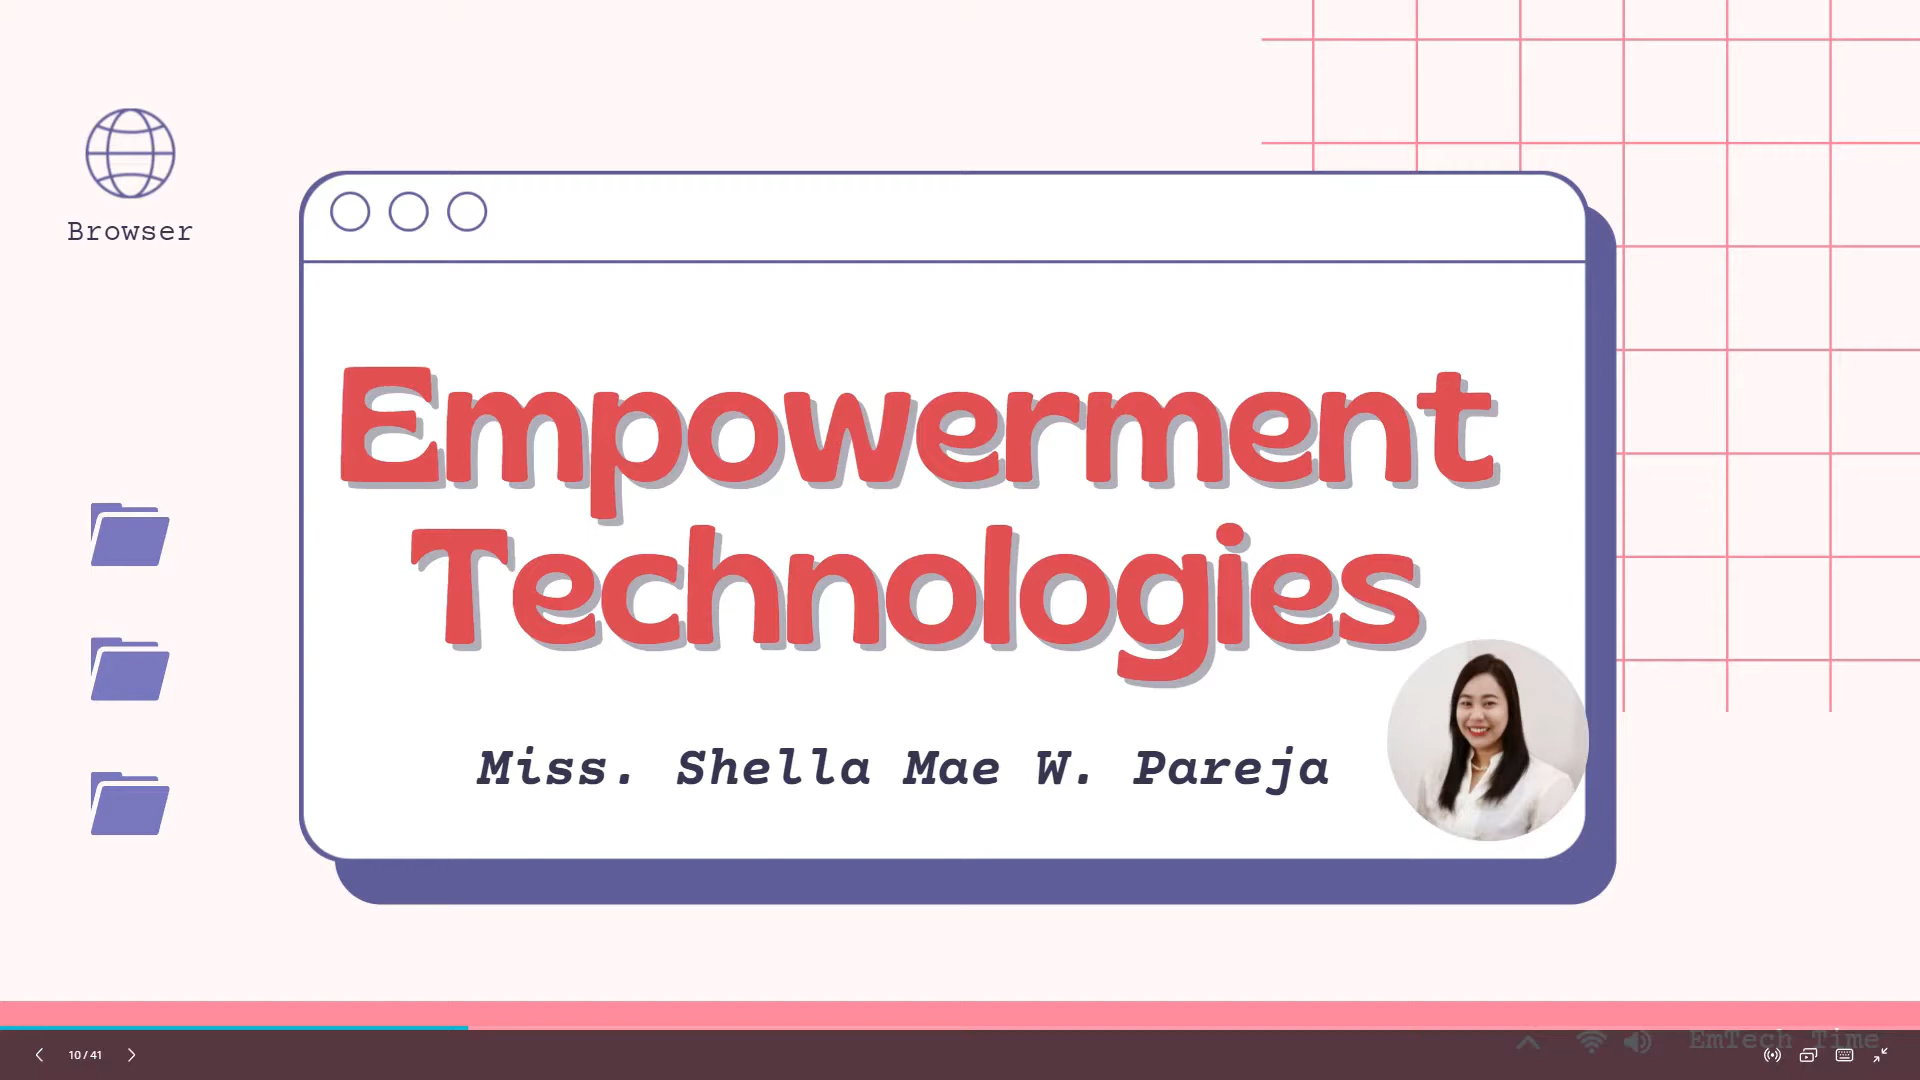 Browser
Empowerment
Technologies
Miss. Shella Mae W. Pareja
EmTech Time
10 / 41